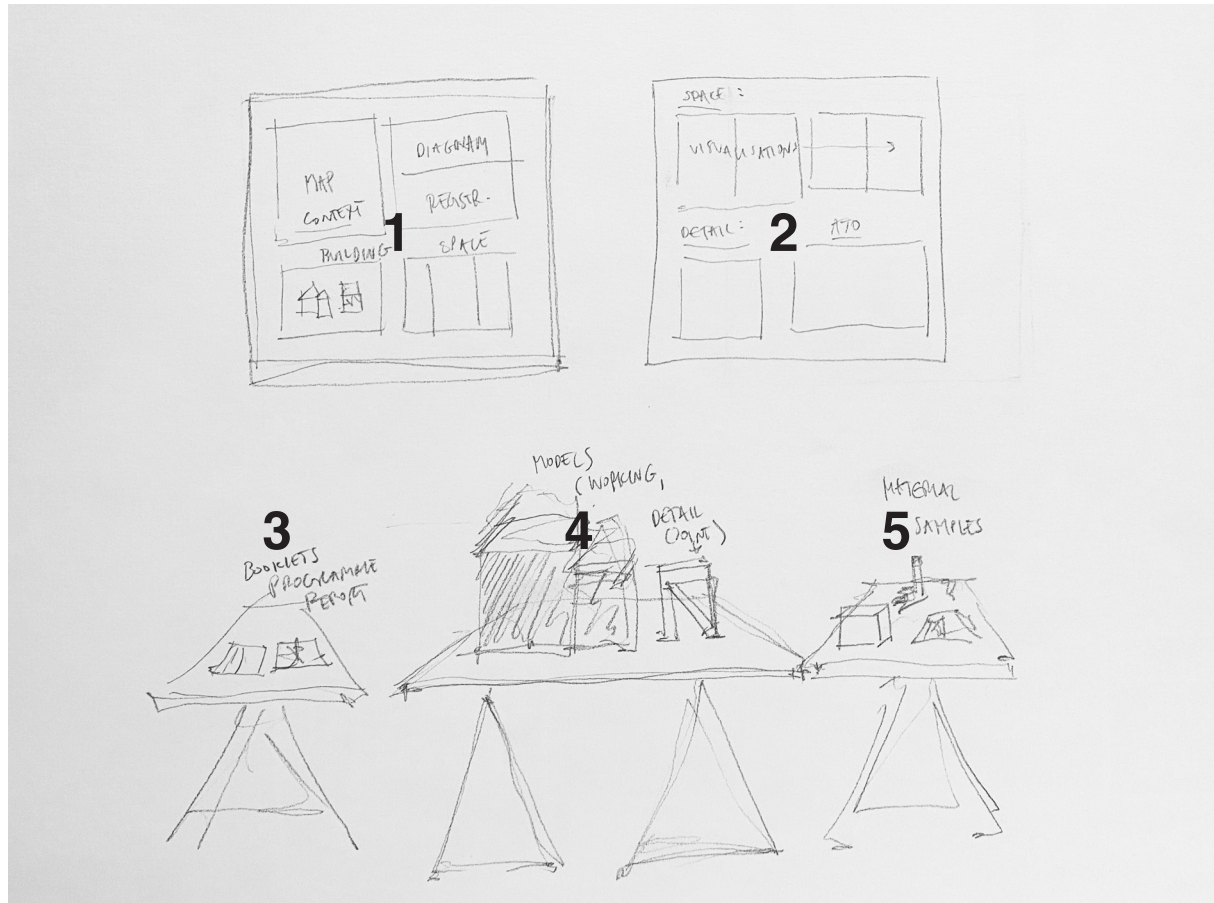 MAP
CONTEXT
DIAGRAM
REGISTR.
1
BUILDING
SPACE
SPACE :
VISUALISATIONS
2
DETAIL:
ATO
3
BOOKLETS
PROGRAMME
REPORT
MODELS
(WORKING,
4
DETAIL
(JOINT)
MATERIAL
5
SAMPLES